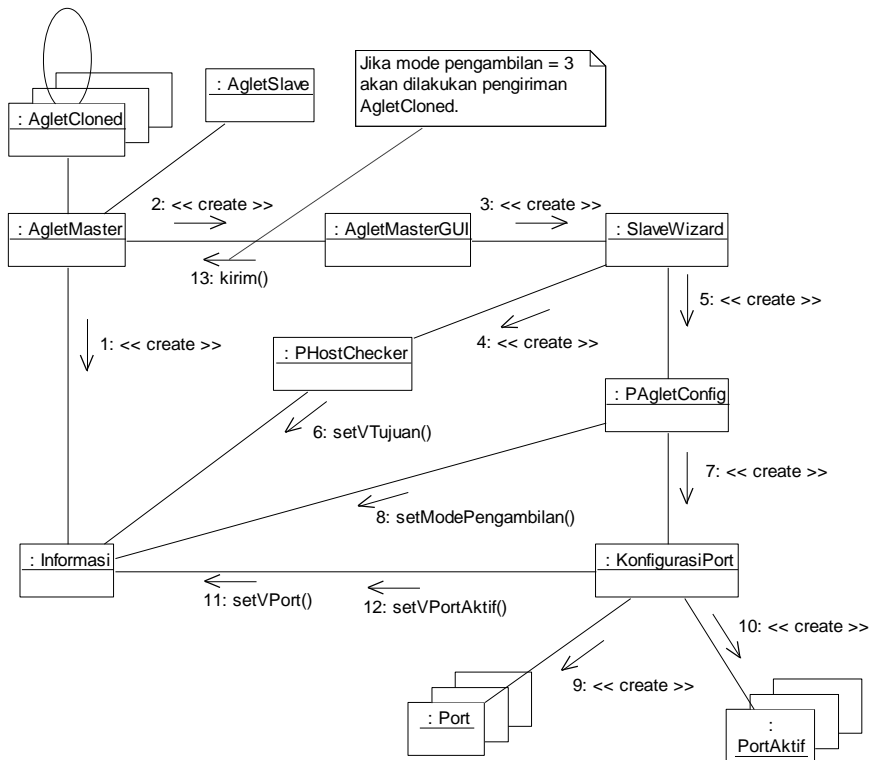 Jika mode pengambilan = 3
akan dilakukan pengiriman
AgletCloned.
: AgletSlave
: AgletCloned
2: << create >>
3: << create >>
: AgletMaster
: AgletMasterGUI
: SlaveWizard
13: kirim()
5: << create >>
1: << create >>
4: << create >>
: PHostChecker
: PAgletConfig
6: setVTujuan()
7: << create >>
8: setModePengambilan()
: Informasi
: KonfigurasiPort
11: setVPort()
12: setVPortAktif()
10: << create >>
9: << create >>
: Port
:
PortAktif